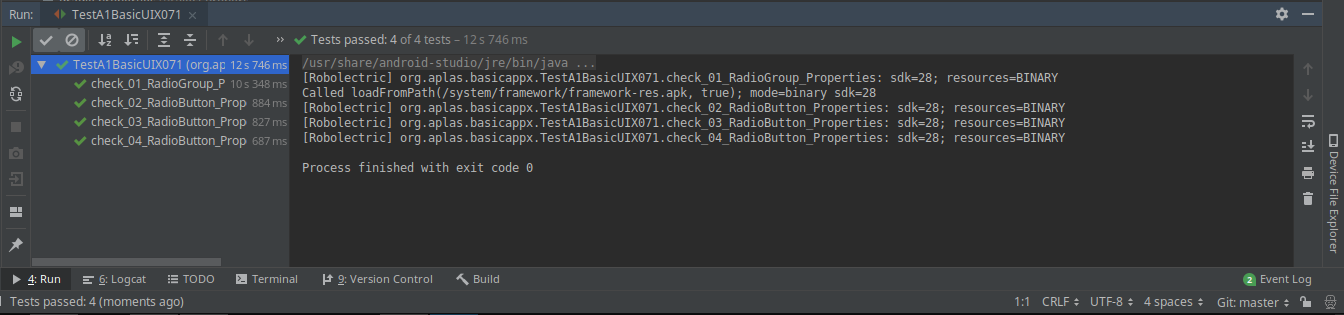 Run: TestA1BasicUIX071
Tests passed: 4 of 4 tests – 12 s 746 ms
TestA1BasicUIX071 (org.ap 12 s 746 ms
check_01_RadioGroup_P 10 s 348 ms
check_02_RadioButton_Prop 884 ms
check_03_RadioButton_Prop 827 ms
check_04_RadioButton_Prop 687 ms
/usr/share/android-studio/jre/bin/java ...
[Robolectric] org.aplas.basicappx.TestA1BasicUIX071.check_01_RadioGroup_Properties: sdk=28; resources=BINARY
Called loadFromPath(/system/framework/framework-res.apk, true); mode=binary sdk=28
[Robolectric] org.aplas.basicappx.TestA1BasicUIX071.check_02_RadioButton_Properties: sdk=28; resources=BINARY
[Robolectric] org.aplas.basicappx.TestA1BasicUIX071.check_03_RadioButton_Properties: sdk=28; resources=BINARY
[Robolectric] org.aplas.basicappx.TestA1BasicUIX071.check_04_RadioButton_Properties: sdk=28; resources=BINARY
Process finished with exit code 0
Device File Explorer
4: Run 6: Logcat TODO Terminal 9: Version Control Build 2 Event Log
Tests passed: 4 (moments ago) 1:1 CRLF UTF-8 4 spaces Git: master